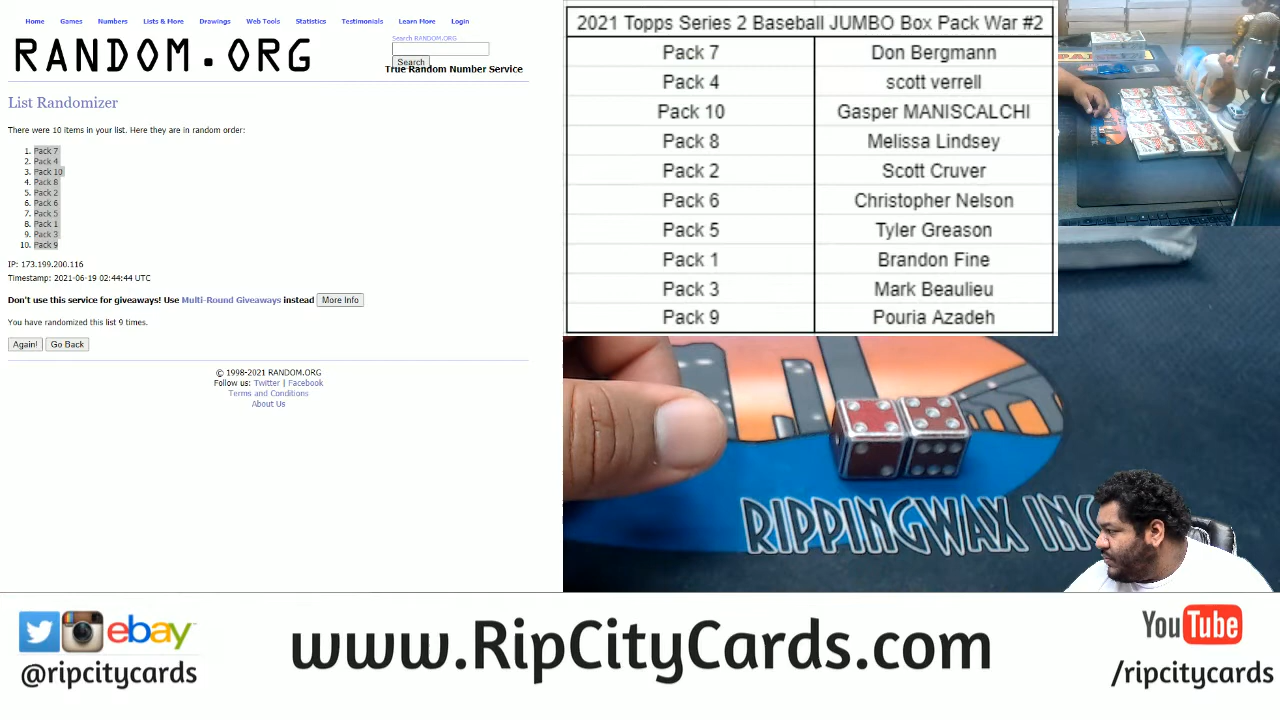 Home Games Numbers Lists & More Drawings Web Tools Statistics Testimonials Learn More Login
RANDOM.ORG
Search RANDOM.ORG
Search
True Random Number Service
List Randomizer
There were 10 items in your list. Here they are in random order:
1. Pack 7
2. Pack 4
3. Pack 10
4. Pack 8
5. Pack 2
6. Pack 6
7. Pack 5
8. Pack 1
9. Pack 3
10. Pack 9
IP: 173.199.200.116
Timestamp: 2021-06-19 02:44:44 UTC
Don't use this service for giveaways! Use Multi-Round Giveaways instead More Info
You have randomized this list 9 times.
Again! Go Back
© 1998-2021 RANDOM.ORG
Follow us: Twitter | Facebook
Terms and Conditions
About Us
2021 Topps Series 2 Baseball JUMBO Box Pack War #2
Pack 7 Don Bergmann
Pack 4 scott verrell
Pack 10 Gasper MANISCALCHI
Pack 8 Melissa Lindsey
Pack 2 Scott Cruver
Pack 6 Christopher Nelson
Pack 5 Tyler Greason
Pack 1 Brandon Fine
Pack 3 Mark Beaulieu
Pack 9 Pouria Azadeh
RIPPINGWAX INC
ebay
@ripcitycards
www.RipCityCards.com
YouTube
/ripcitycards